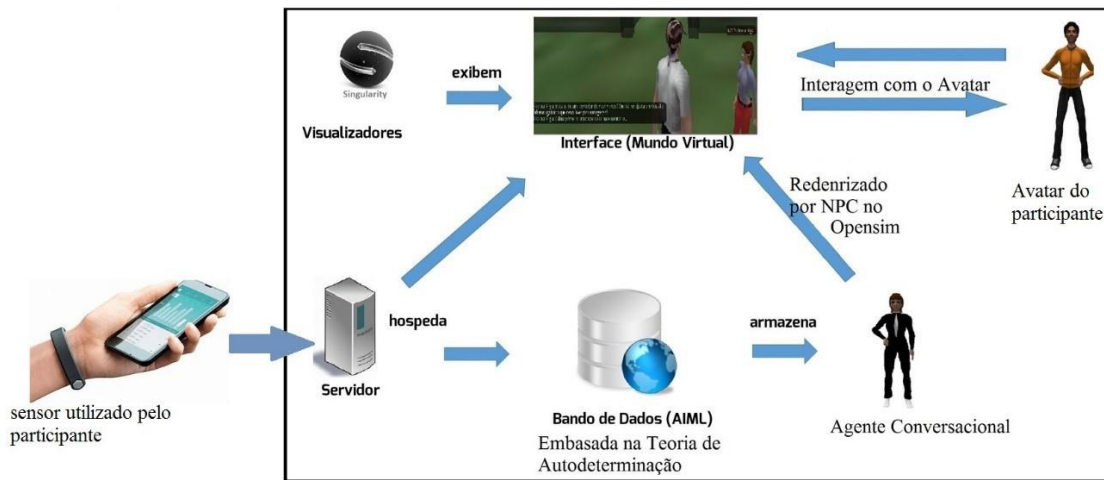 Singularity
exibem
Visualizadores
Interface (Mundo Virtual)
Interagem com o Avatar
Avatar do
participante
Redenrizado
por NPC no
Opensim
sensor utilizado pelo
participante
Servidor
hospeda
Bando de Dados (AIML)
Embasada na Teoria de
Autodeterminação
armazena
Agente Conversacional